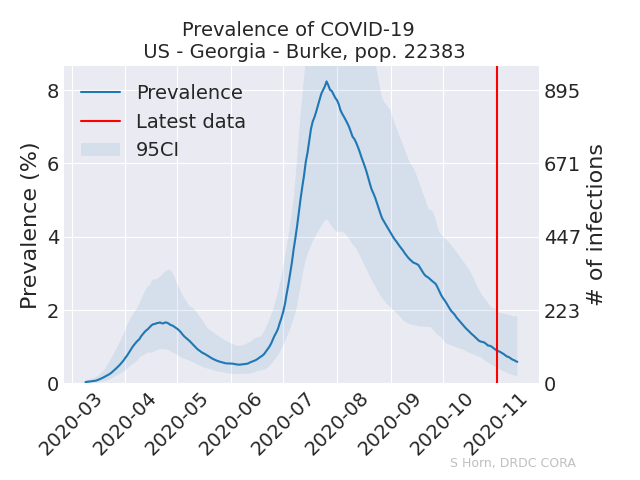 Prevalence of COVID-19
US - Georgia - Burke, pop. 22383
Prevalence
Latest data
95CI
Prevalence (%)
8
6
4
2
0
# of infections
895
671
447
223
0
2020-03
2020-04
2020-05
2020-06
2020-07
2020-08
2020-09
2020-10
2020-11
S Horn, DRDC CORA